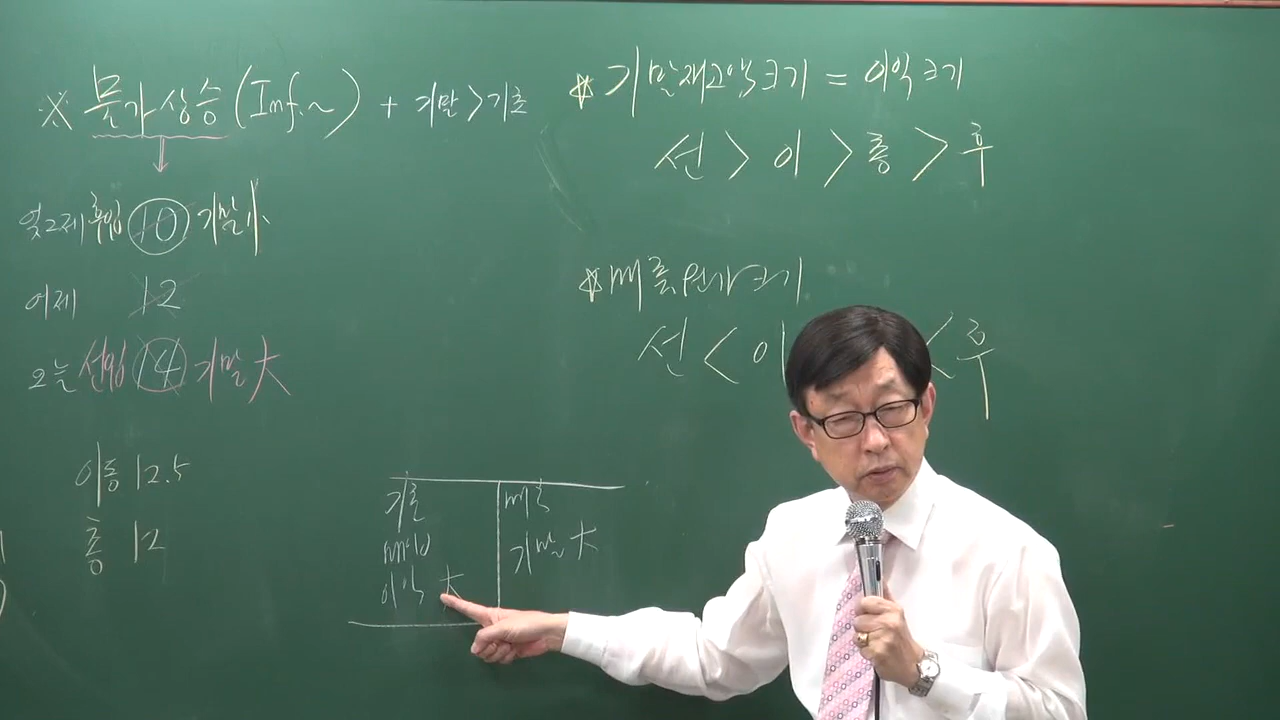 ※ 물가상승(Inf.~) + 기말>기초
엊그제 후입 10 기말 小
어제 12
오늘 선입 14 기말 大
이동 12.5
총 12
☆ 기말재고액크기 = 이익크기
선 > 이 > 총 > 후
☆ 매출원가크기
선 < 이 < 후
기초 매출
매입 기말 大
이익 大